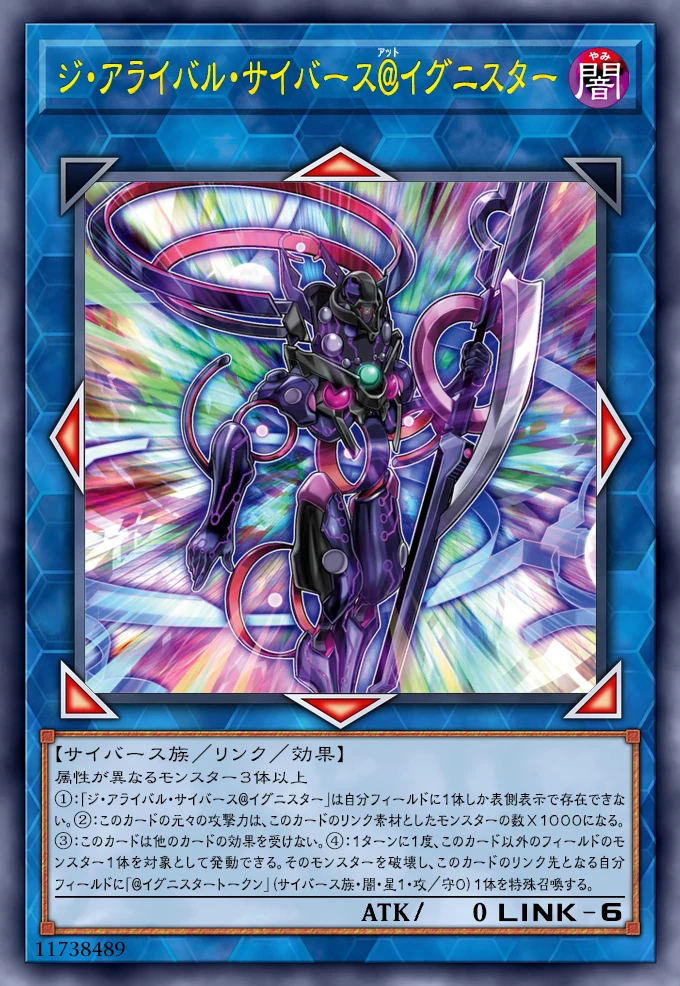 アット
ジ・アライバル・サイバース@イグニスター
やみ
闇
【サイバース族/リンク/効果】
属性が異なるモンスター3体以上
①:「ジ・アライバル・サイバース@イグニスター」は自分フィールドに1体しか表側表示で存在できな
い。②:このカードの元々の攻撃力は、このカードのリンク素材としたモンスターの数×1000になる。
③:このカードは他のカードの効果を受けない。④:1ターンに1度、このカード以外のフィールドのモ
ンスター1体を対象として発動できる。そのモンスターを破壊し、このカードのリンク先となる自分
フィールドに「@イグニスタートークン」(サイバース族・闇・星1・攻/守0)1体を特殊召喚する。
ATK/ 0 LINK-6
11738489